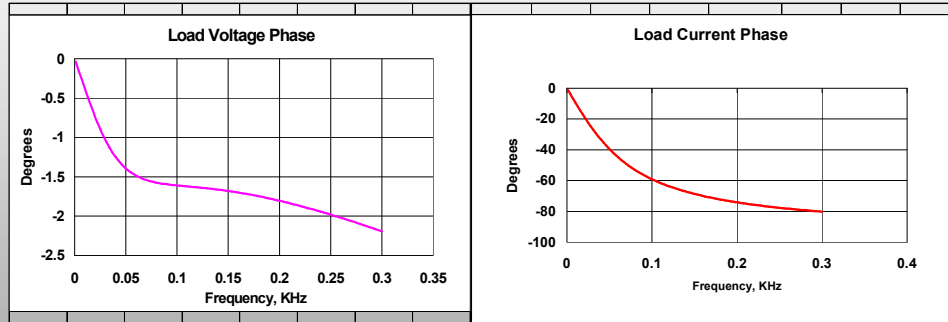 Load Voltage Phase
0
-0.5
-1
-1.5
-2
-2.5
Degrees
0 0.05 0.1 0.15 0.2 0.25 0.3 0.35
Frequency, KHz
Load Current Phase
0
-20
-40
-60
-80
-100
Degrees
0 0.1 0.2 0.3 0.4
Frequency, KHz